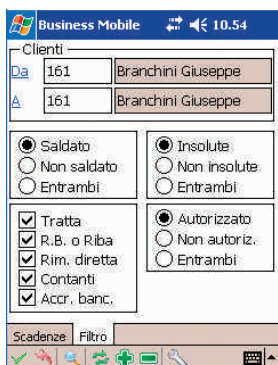 Business Mobile 10.54
Clienti
Da 161 Branchini Giuseppe
A 161 Branchini Giuseppe
Saldato
Non saldato
Entrambi
Insolute
Non insolute
Entrambi
Tratta
R.B. o Riba
Rim. diretta
Contanti
Accr. banc.
Autorizzato
Non autoriz.
Entrambi
Scadenze Filtro